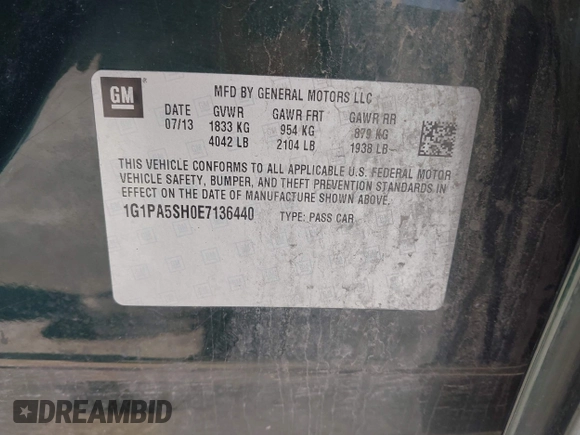 GM
MFD BY GENERAL MOTORS LLC
DATE GVWR GAWR FRT GAWR RR
07/13 1833 KG 954 KG 879 KG
4042 LB 2104 LB 1938 LB
THIS VEHICLE CONFORMS TO ALL APPLICABLE U.S. FEDERAL MOTOR
VEHICLE SAFETY, BUMPER, AND THEFT PREVENTION STANDARDS IN
EFFECT ON THE DATE OF MANUFACTURE SHOWN ABOVE.
1G1PA5SH0E7136440 TYPE: PASS CAR
DREAMBID